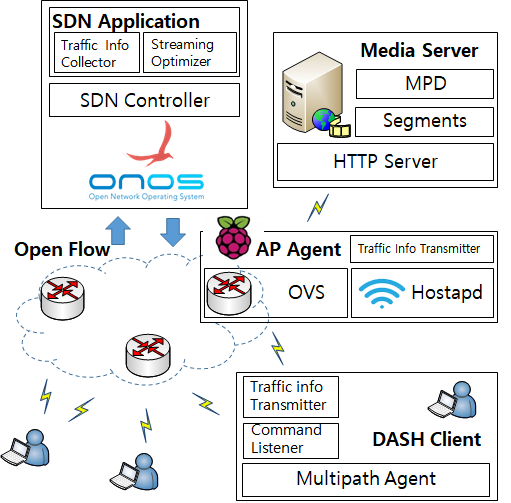 SDN Application
Traffic Info
Collector
Streaming
Optimizer
SDN Controller
onos
Open Network Operating System
Media Server
MPD
Segments
HTTP Server
Open Flow
AP Agent
Traffic Info Transmitter
OVS
Hostapd
Traffic info
Transmitter
Command
Listener
DASH Client
Multipath Agent